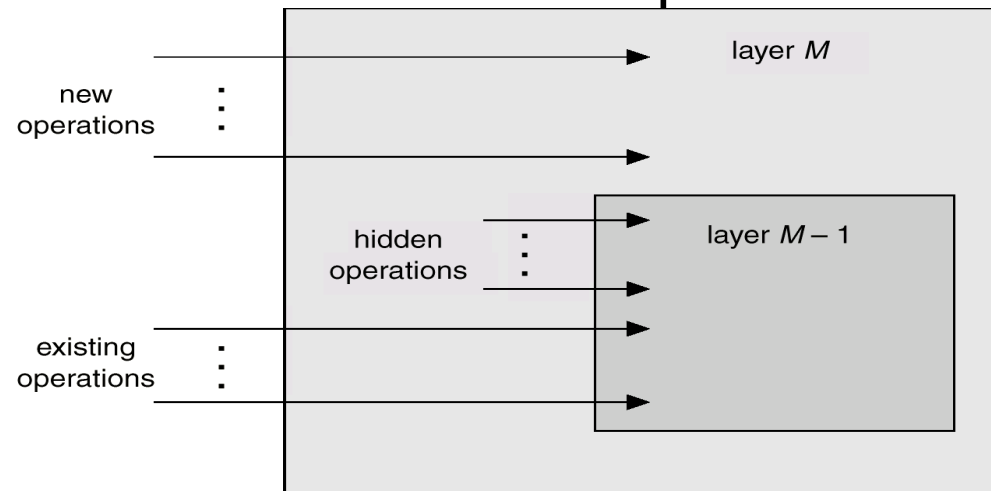 layer M
new
operations
hidden
operations
layer M – 1
existing
operations